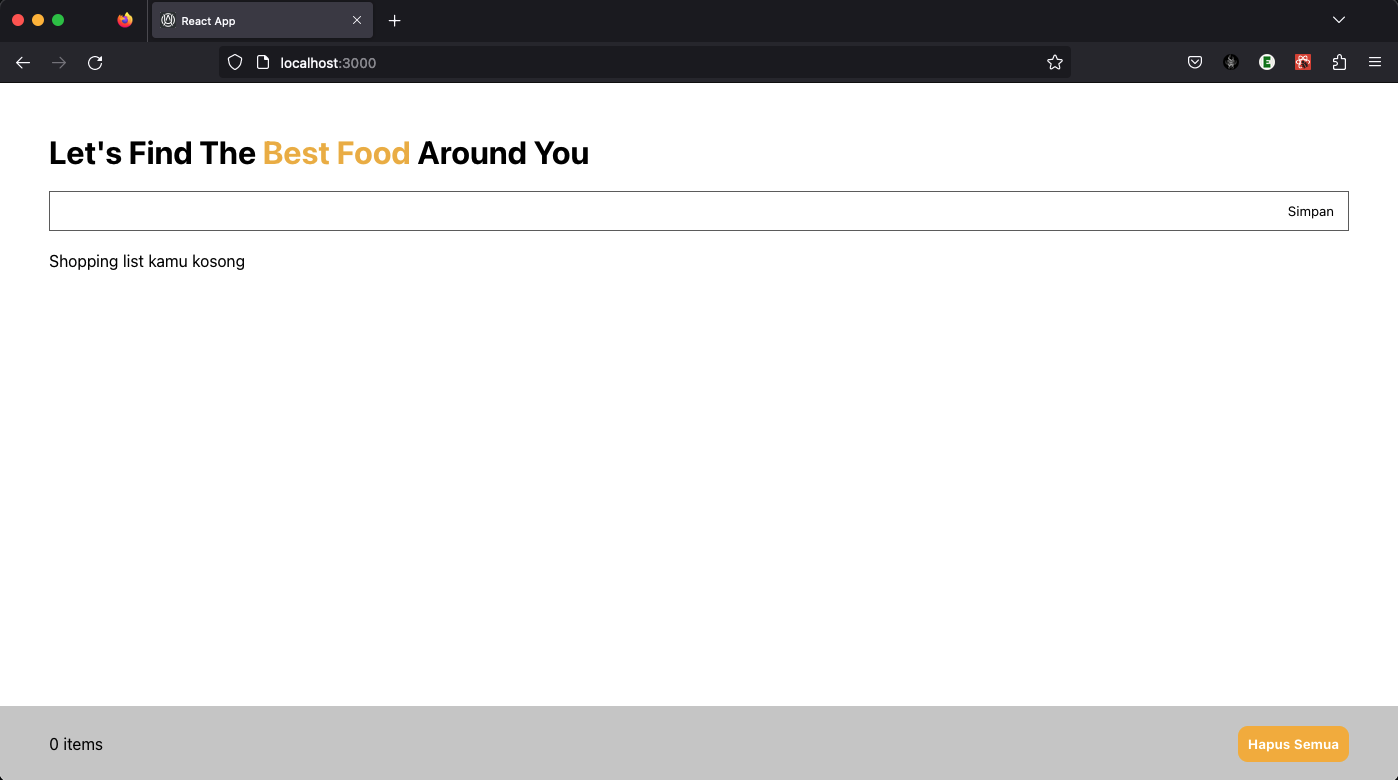 React App
localhost:3000
Let's Find The Best Food Around You
Simpan
Shopping list kamu kosong
0 items
Hapus Semua